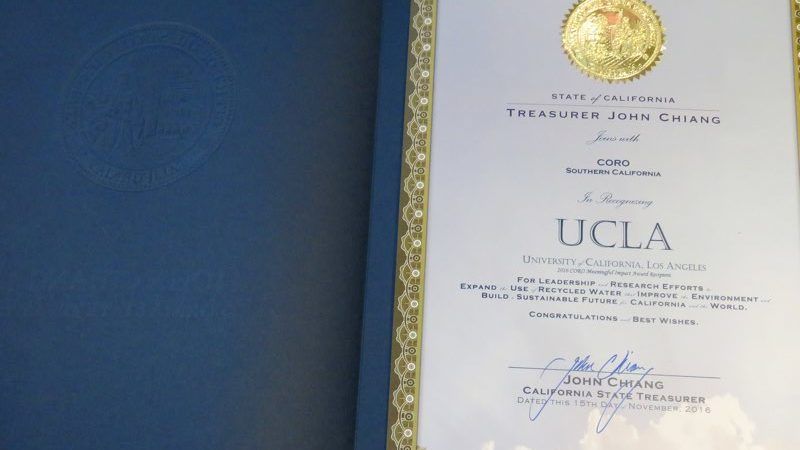 STATE of CALIFORNIA
TREASURER JOHN CHIANG
Joins with
CORO
SOUTHERN CALIFORNIA
In Recognizing
UCLA
UNIVERSITY of CALIFORNIA, LOS ANGELES
2016 CORO Meaningful Impact Award Recipient
FOR LEADERSHIP and RESEARCH EFFORTS to
EXPAND the USE of RECYCLED WATER that IMPROVE the ENVIRONMENT and
BUILD a SUSTAINABLE FUTURE for CALIFORNIA and the WORLD.
CONGRATULATIONS and BEST WISHES.
John Chiang
JOHN CHIANG
CALIFORNIA STATE TREASURER
DATED THIS 15TH DAY of NOVEMBER, 2016